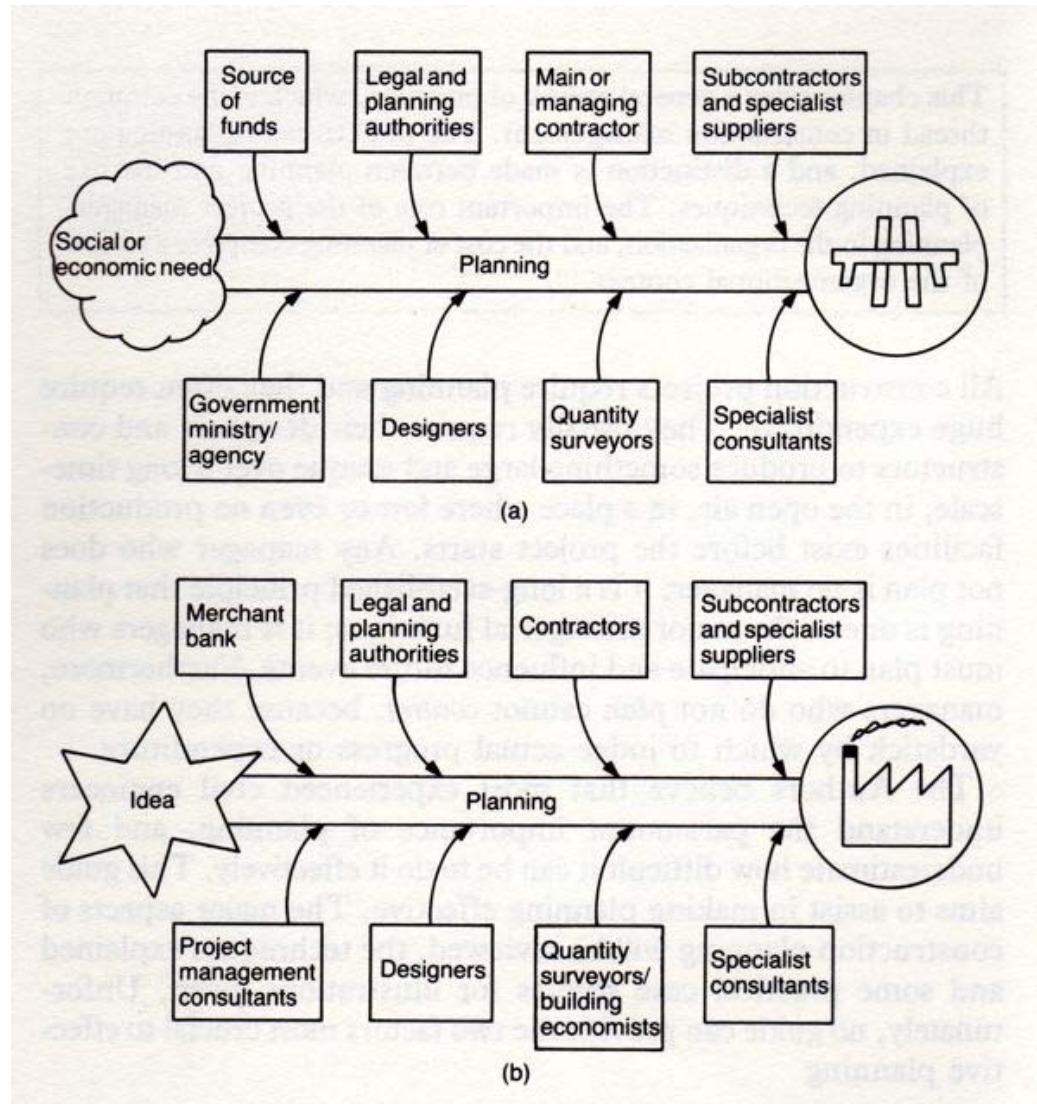 Source
of
funds
Legal and
planning
authorities
Main or
managing
contractor
Subcontractors
and specialist
suppliers
Social or
economic need
Planning
Government
ministry/
agency
Designers
Quantity
surveyors
Specialist
consultants
(a)
Merchant
bank
Legal and
planning
authorities
Contractors
Subcontractors
and specialist
suppliers
Idea
Planning
Project
management
consultants
Designers
Quantity
surveyors/
building
economists
Specialist
consultants
(b)